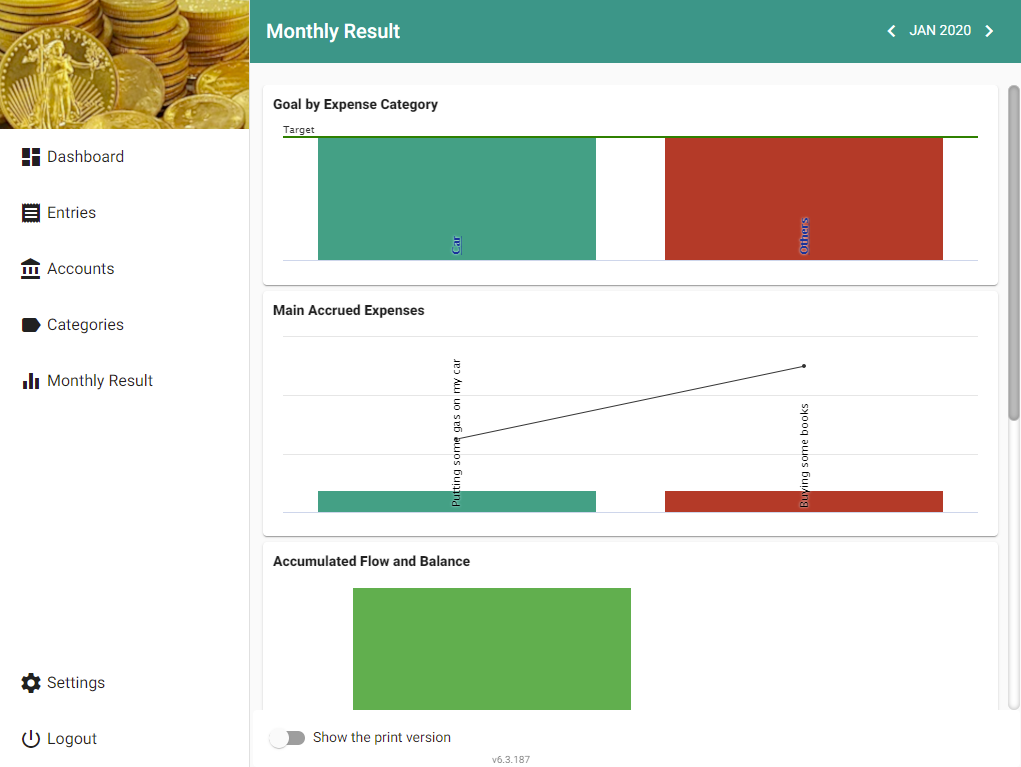 Monthly Result
JAN 2020
Dashboard
Entries
Accounts
Categories
Monthly Result
Settings
Logout
Goal by Expense Category
Target
Car
Others
Main Accrued Expenses
Putting some gas on my car
Buying some books
Accumulated Flow and Balance
Show the print version
v6.3.187